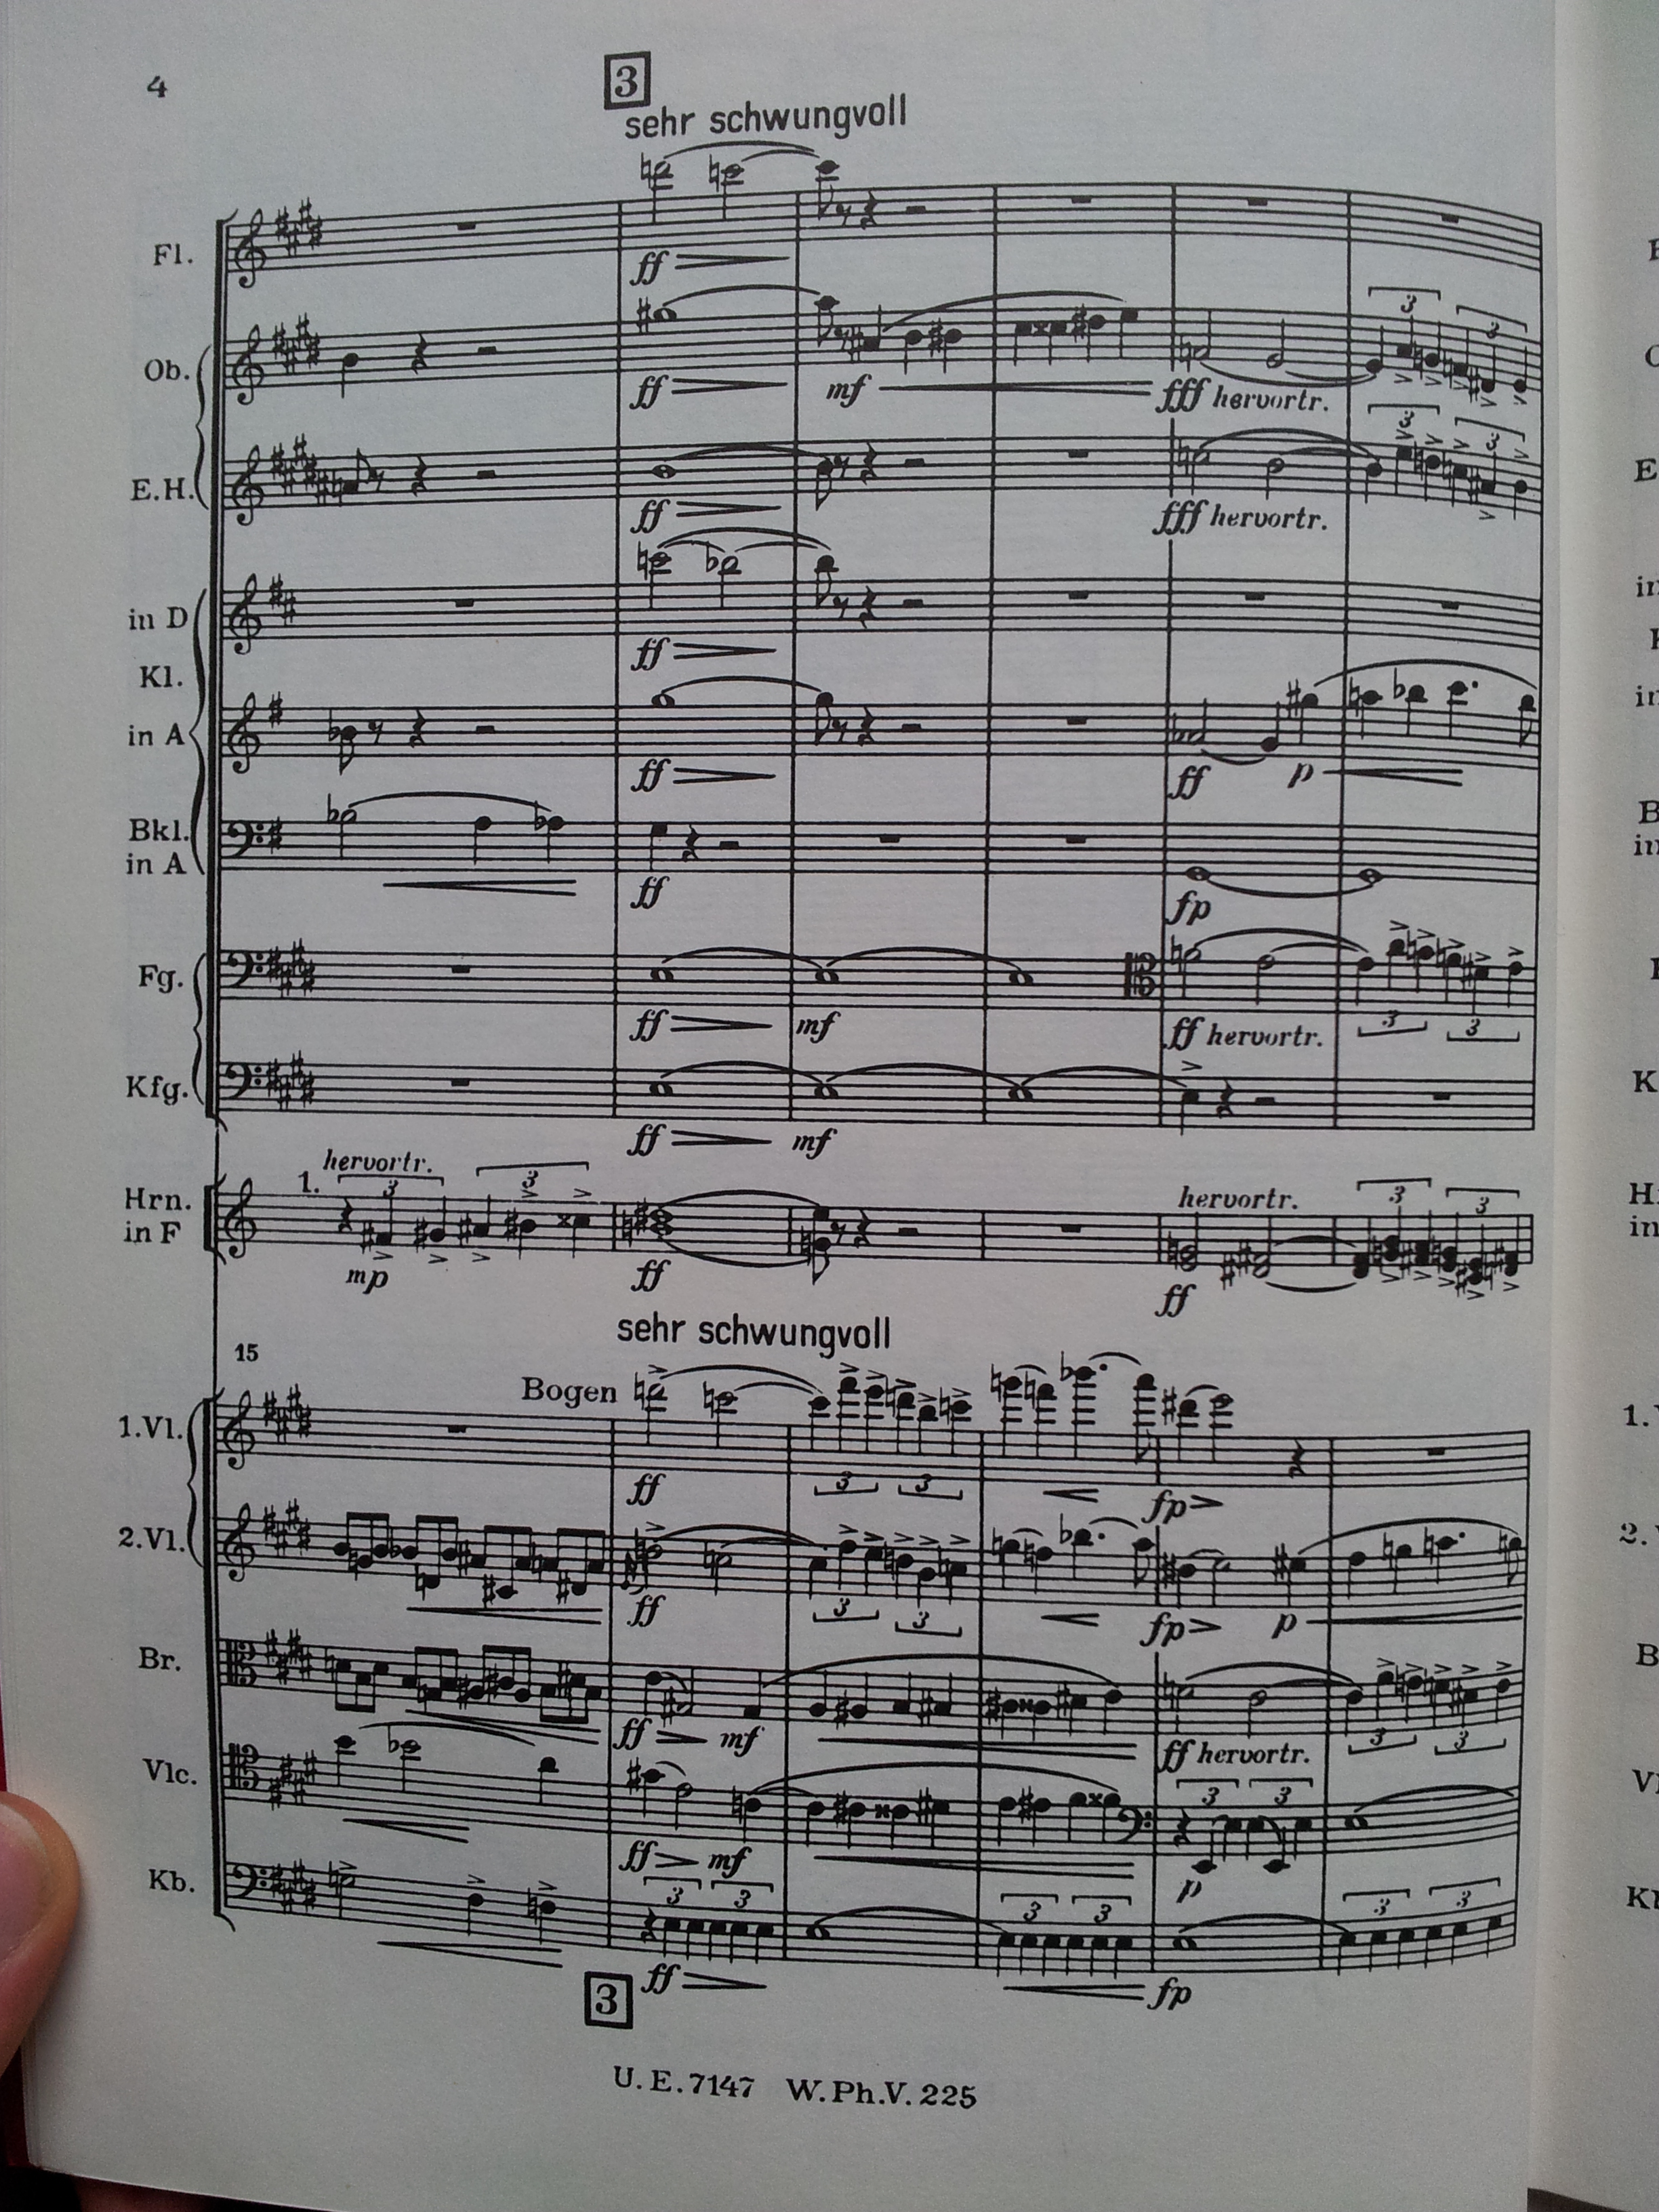 4
3
sehr schwungvoll
Fl.
ff
Ob.
3 3
ff mf fff hervortr.
E.H.
3 3
ff fff hervortr.
in D
ff
Kl.
in A
ff ff p
Bkl.
in A
ff fp
Fg.
ff mf ff hervortr.
3 3
Kfg.
ff mf
hervortr.
1. 3 3
Hrn.
in F
hervortr.
3 3
mp ff ff
sehr schwungvoll
15
Bogen
1.Vl.
3 3
ff fp
2.Vl.
3 3
ff fp p
Br.
ff mf ff hervortr.
3 3
Vlc.
3 3
ff mf p
Kb.
3 3 3 3 3 3
ff fp
3
U.E.7147 W.Ph.V. 225